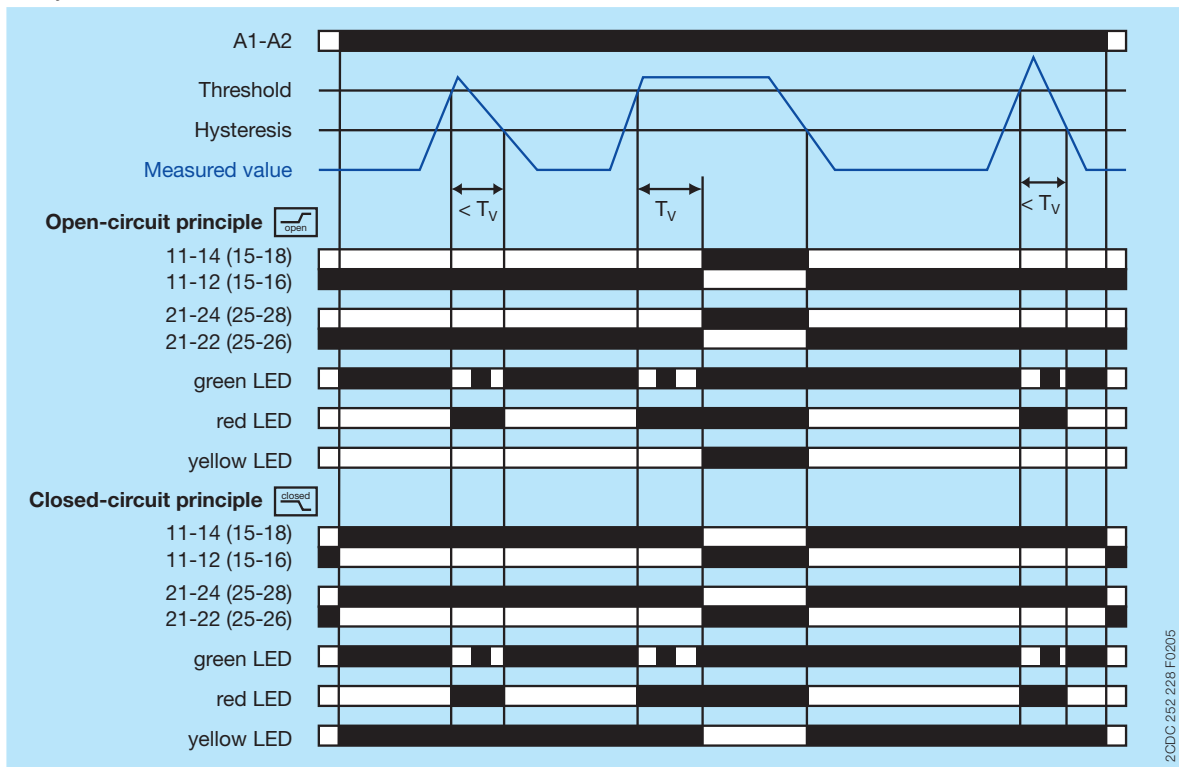 A1-A2
Threshold
Hysteresis
Measured value
< TV
TV
< TV
Open-circuit principle open
11-14 (15-18)
11-12 (15-16)
21-24 (25-28)
21-22 (25-26)
green LED
red LED
yellow LED
Closed-circuit principle closed
11-14 (15-18)
11-12 (15-16)
21-24 (25-28)
21-22 (25-26)
green LED
red LED
yellow LED
2CDC 252 228 F0205